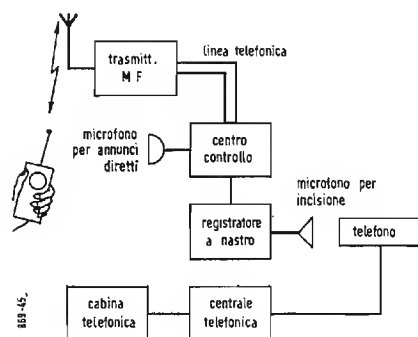 trasmitt.
M F
linea telefonica
microfono
per annunci
diretti
centro
controllo
microfono per
incisione
registratore
a nastro
telefono
cabina
telefonica
centrale
telefonica
869-45_